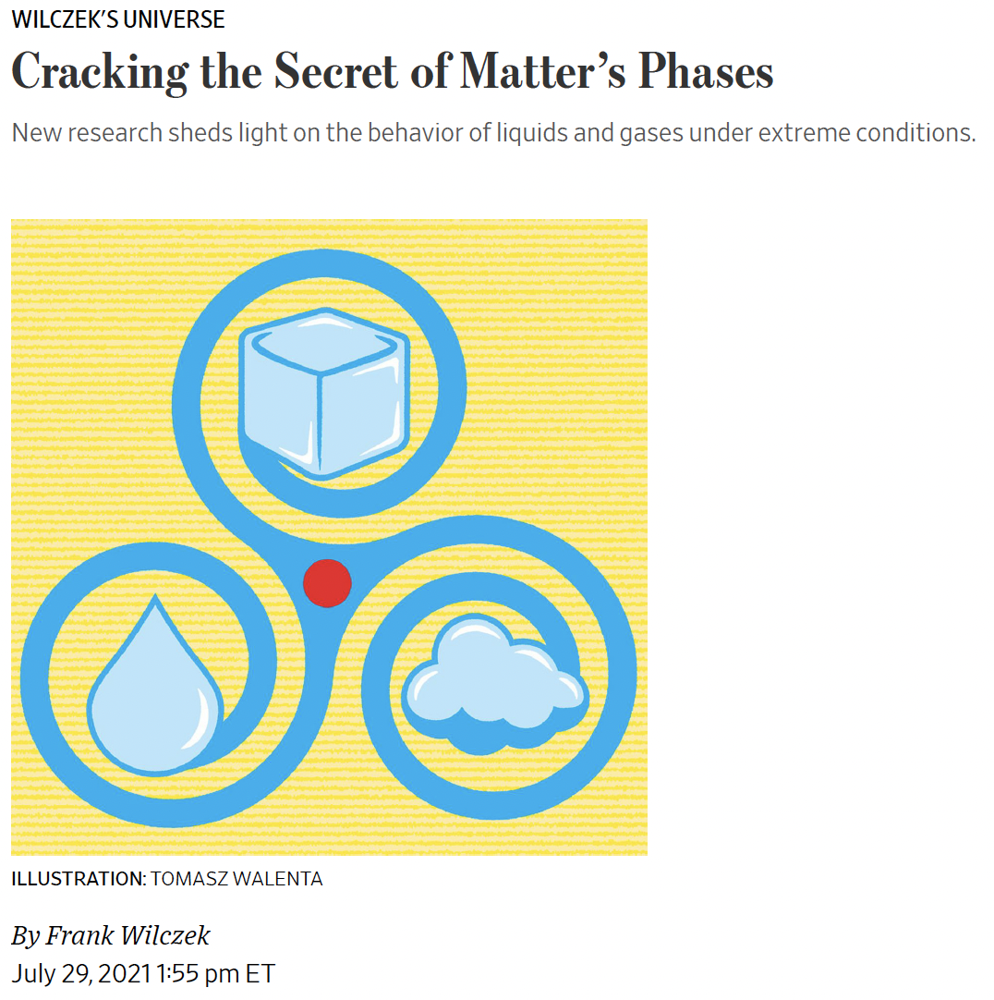 WILCZEK’S UNIVERSE
Cracking the Secret of Matter’s Phases
New research sheds light on the behavior of liquids and gases under extreme conditions.
ILLUSTRATION: TOMASZ WALENTA
By Frank Wilczek
July 29, 2021 1:55 pm ET